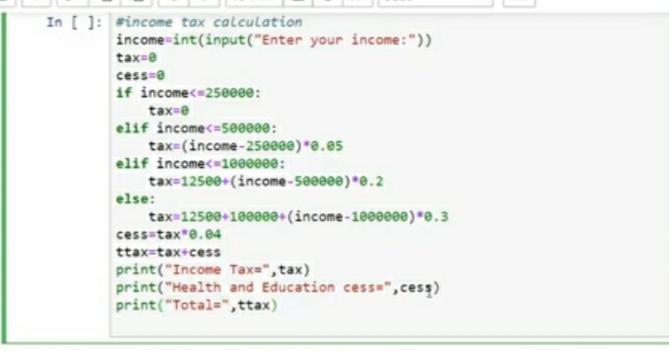 In [ ]: #income tax calculation
income=int(input("Enter your income:"))
tax=0
cess=0
if income<=250000:
    tax=0
elif income<=500000:
    tax=(income-250000)*0.05
elif income<=1000000:
    tax=12500+(income-500000)*0.2
else:
    tax=12500+100000+(income-1000000)*0.3
cess=tax*0.04
ttax=tax+cess
print("Income Tax=",tax)
print("Health and Education cess=",cess)
print("Total=",ttax)